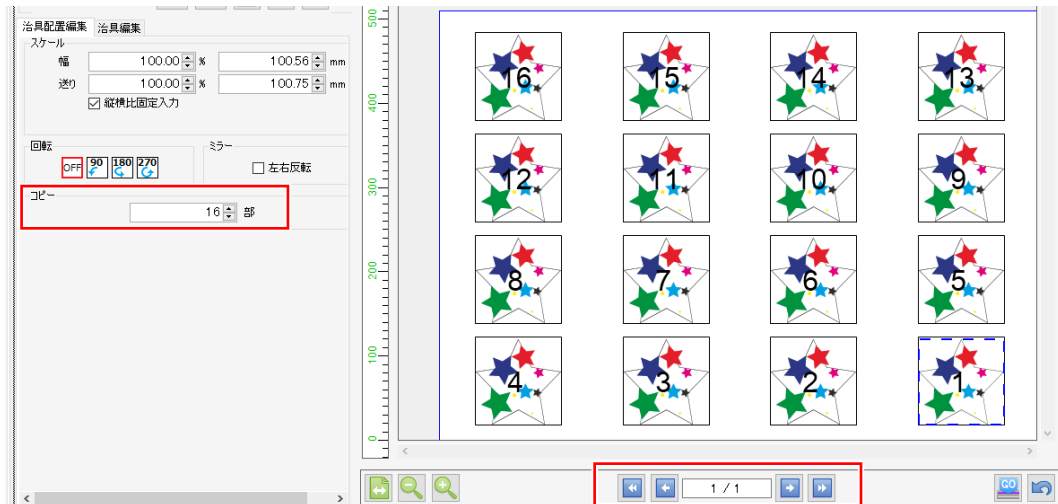 治具配置編集 治具編集
スケール
幅 100.00 % 100.56 mm
送り 100.00 % 100.75 mm
縦横比固定入力
回転
OFF 90 180 270
ミラー
左右反転
コピー
16 部
500
400
300
200
100
0
16 15 14 13
12 11 10 9
8 7 6 5
4 3 2 1
1 / 1
GO